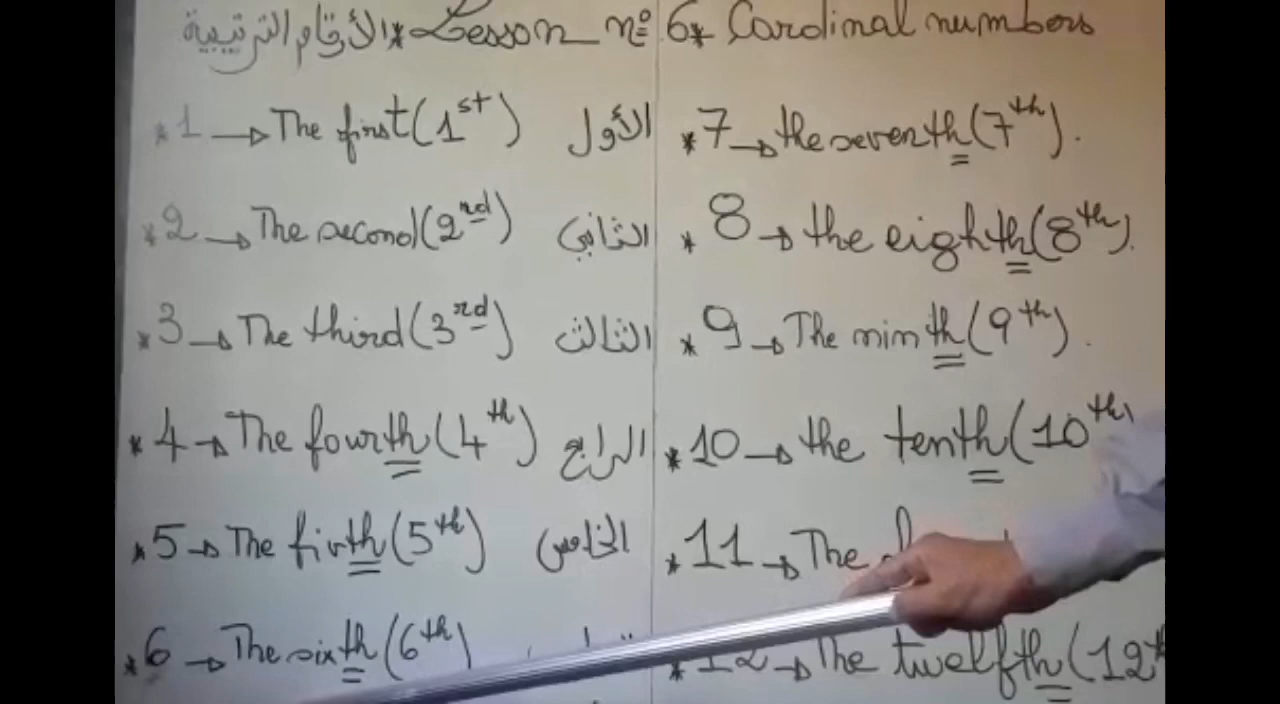 الأرقام الترتيبية * Lesson nº 6 * Cardinal numbers
*1 → The first (1st) الأول
*2 → The second (2nd) الثاني
*3 → The third (3rd) الثالث
*4 → The fourth (4th) الرابع
*5 → The firth (5th) الخامس
*6 → The sixth (6th)
*7 → the seventh (7th).
*8 → the eighth (8th).
*9 → The ninth (9th).
*10 → the tenth (10th)
*11 → The
*12 → The twelfth (12th